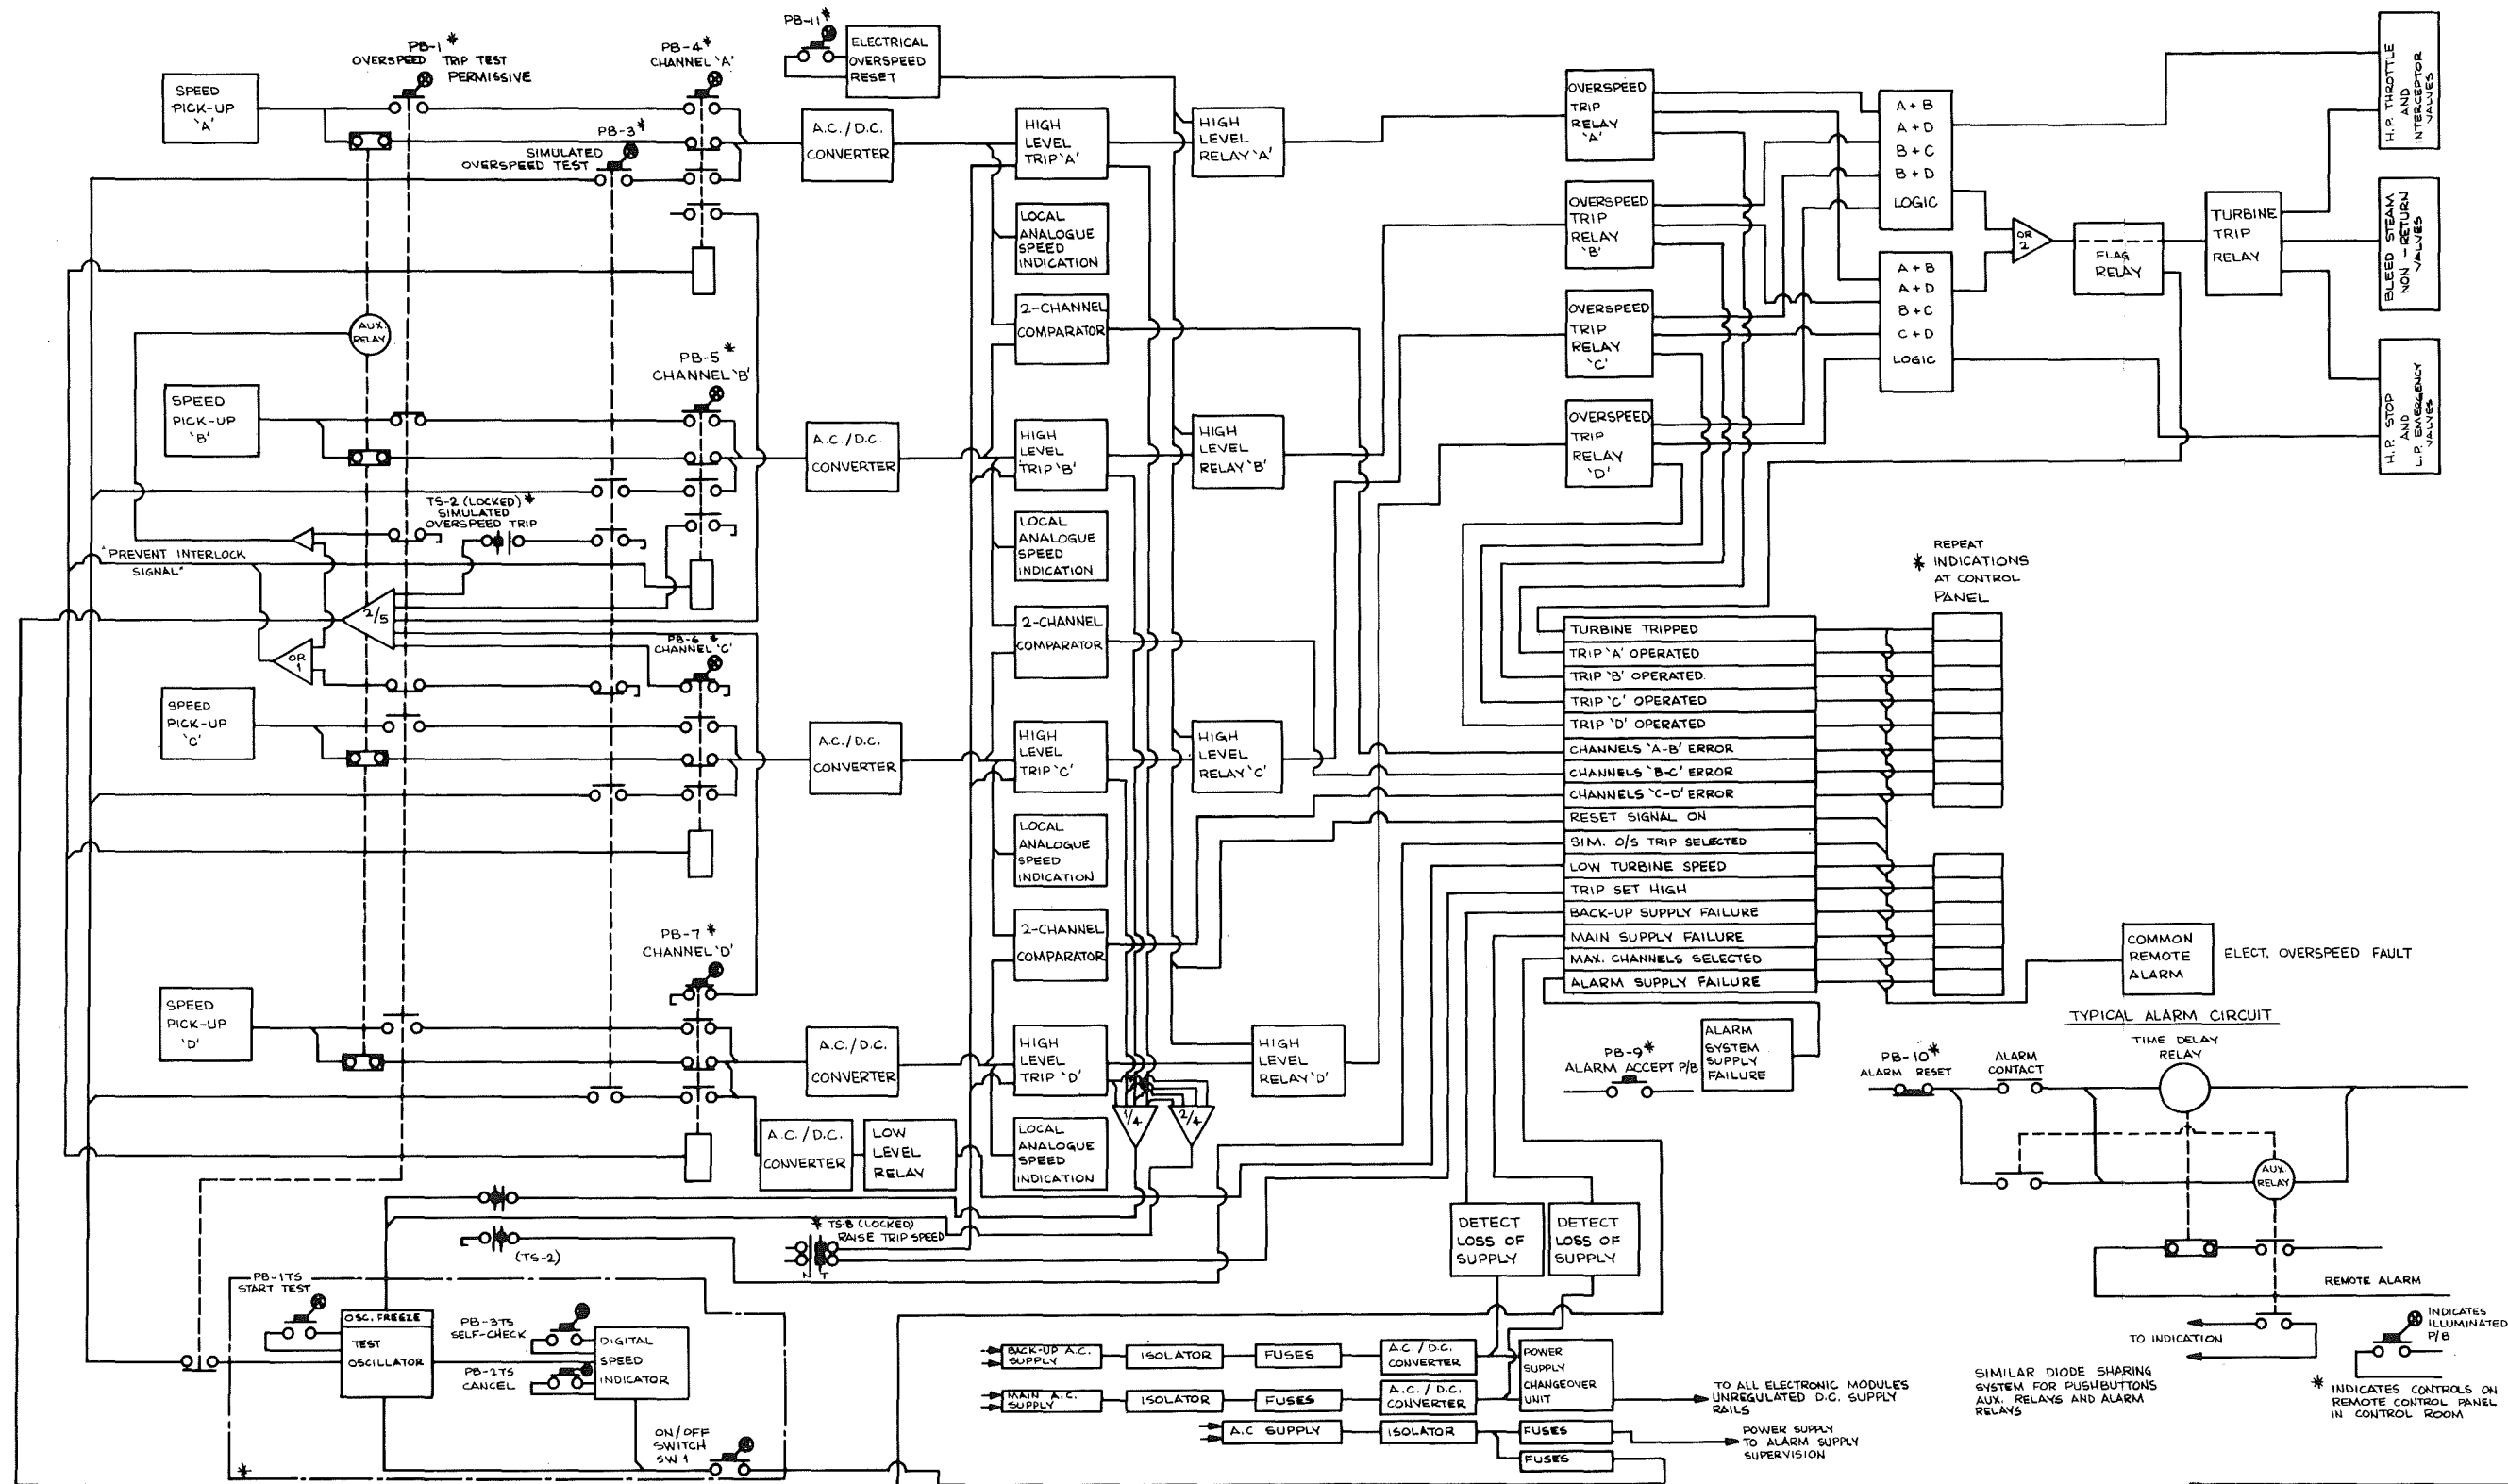 PB-1 *
OVERSPEED TRIP TEST
PERMISSIVE
PB-4 *
CHANNEL 'A'
PB-11 *
ELECTRICAL
OVERSPEED
RESET
SPEED
PICK-UP
'A'
PB-3 *
SIMULATED
OVERSPEED TEST
A.C./D.C.
CONVERTER
HIGH
LEVEL
TRIP 'A'
HIGH
LEVEL
RELAY 'A'
LOCAL
ANALOGUE
SPEED
INDICATION
2-CHANNEL
COMPARATOR
AUX.
RELAY
PB-5 *
CHANNEL 'B'
SPEED
PICK-UP
'B'
A.C./D.C.
CONVERTER
HIGH
LEVEL
TRIP 'B'
HIGH
LEVEL
RELAY 'B'
TS-2 (LOCKED) *
SIMULATED
OVERSPEED TRIP
LOCAL
ANALOGUE
SPEED
INDICATION
"PREVENT INTERLOCK
SIGNAL"
2/5
OR
1
2-CHANNEL
COMPARATOR
PB-6 *
CHANNEL 'C'
SPEED
PICK-UP
'C'
A.C./D.C.
CONVERTER
HIGH
LEVEL
TRIP 'C'
HIGH
LEVEL
RELAY 'C'
LOCAL
ANALOGUE
SPEED
INDICATION
2-CHANNEL
COMPARATOR
PB-7 *
CHANNEL 'D'
SPEED
PICK-UP
'D'
A.C./D.C.
CONVERTER
HIGH
LEVEL
TRIP 'D'
HIGH
LEVEL
RELAY 'D'
1/4
2/4
A.C./D.C.
CONVERTER
LOW
LEVEL
RELAY
LOCAL
ANALOGUE
SPEED
INDICATION
(TS-2)
* TS-8 (LOCKED)
RAISE TRIP SPEED
N T
PB-1TS
START TEST
OSC. FREEZE
TEST
OSCILLATOR
PB-3TS
SELF-CHECK
PB-2TS
CANCEL
DIGITAL
SPEED
INDICATOR
ON/OFF
SWITCH
SW 1
*
OVERSPEED
TRIP
RELAY
'A'
OVERSPEED
TRIP
RELAY
'B'
OVERSPEED
TRIP
RELAY
'C'
OVERSPEED
TRIP
RELAY
'D'
A + B
A + D
B + C
B + D
LOGIC
A + B
A + D
B + C
C + D
LOGIC
OR
2
FLAG
RELAY
TURBINE
TRIP
RELAY
H.P. THROTTLE
AND
INTERCEPTOR
VALVES
BLEED STEAM
NON-RETURN
VALVES
H.P. STOP
AND
L.P. EMERGENCY
VALVES
REPEAT
* INDICATIONS
AT CONTROL
PANEL
TURBINE TRIPPED
TRIP 'A' OPERATED
TRIP 'B' OPERATED.
TRIP 'C' OPERATED
TRIP 'D' OPERATED
CHANNELS 'A-B' ERROR
CHANNELS 'B-C' ERROR
CHANNELS 'C-D' ERROR
RESET SIGNAL ON
SIM. O/S TRIP SELECTED
LOW TURBINE SPEED
TRIP SET HIGH
BACK-UP SUPPLY FAILURE
MAIN SUPPLY FAILURE
MAX. CHANNELS SELECTED
ALARM SUPPLY FAILURE
COMMON
REMOTE
ALARM
ELECT. OVERSPEED FAULT
PB-9 *
ALARM ACCEPT P/B
ALARM
SYSTEM
SUPPLY
FAILURE
TYPICAL ALARM CIRCUIT
TIME DELAY
RELAY
PB-10 *
ALARM RESET
ALARM
CONTACT
AUX.
RELAY
REMOTE ALARM
TO INDICATION
INDICATES
ILLUMINATED
P/B
DETECT
LOSS OF
SUPPLY
DETECT
LOSS OF
SUPPLY
BACK-UP A.C.
SUPPLY
ISOLATOR
FUSES
A.C./D.C.
CONVERTER
POWER
SUPPLY
CHANGEOVER
UNIT
MAIN A.C.
SUPPLY
ISOLATOR
FUSES
A.C./D.C.
CONVERTER
TO ALL ELECTRONIC MODULES
UNREGULATED D.C. SUPPLY
RAILS
A.C SUPPLY
ISOLATOR
FUSES
FUSES
POWER SUPPLY
TO ALARM SUPPLY
SUPERVISION
SIMILAR DIODE SHARING
SYSTEM FOR PUSHBUTTONS
AUX. RELAYS AND ALARM
RELAYS
* INDICATES CONTROLS ON
REMOTE CONTROL PANEL
IN CONTROL ROOM